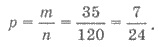 p = m/n = 35/120 = 7/24.